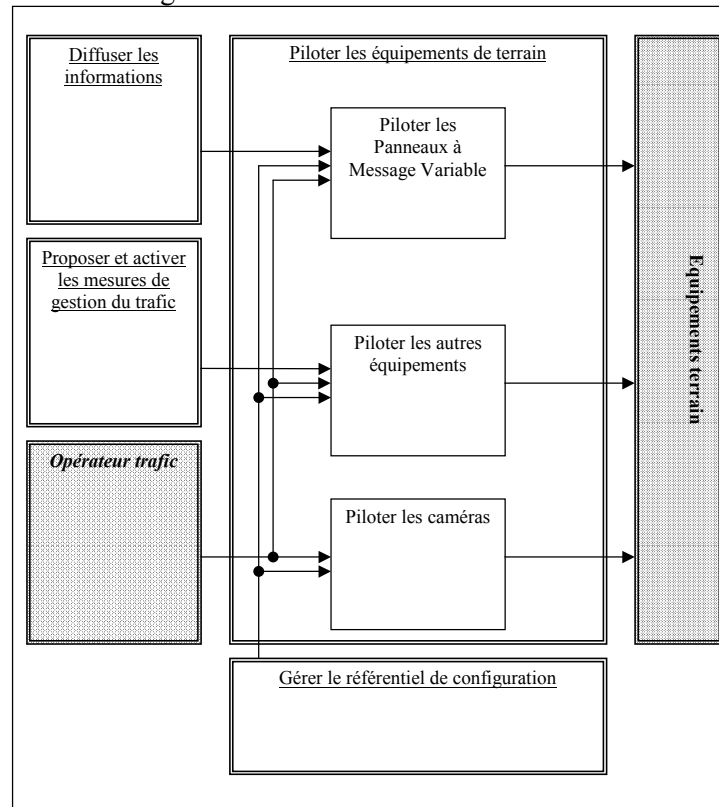 Diffuser les
informations
Piloter les équipements de terrain
Piloter les
Panneaux à
Message Variable
Proposer et activer
les mesures de
gestion du trafic
Piloter les autres
équipements
Equipements terrain
Opérateur trafic
Piloter les caméras
Gérer le référentiel de configuration